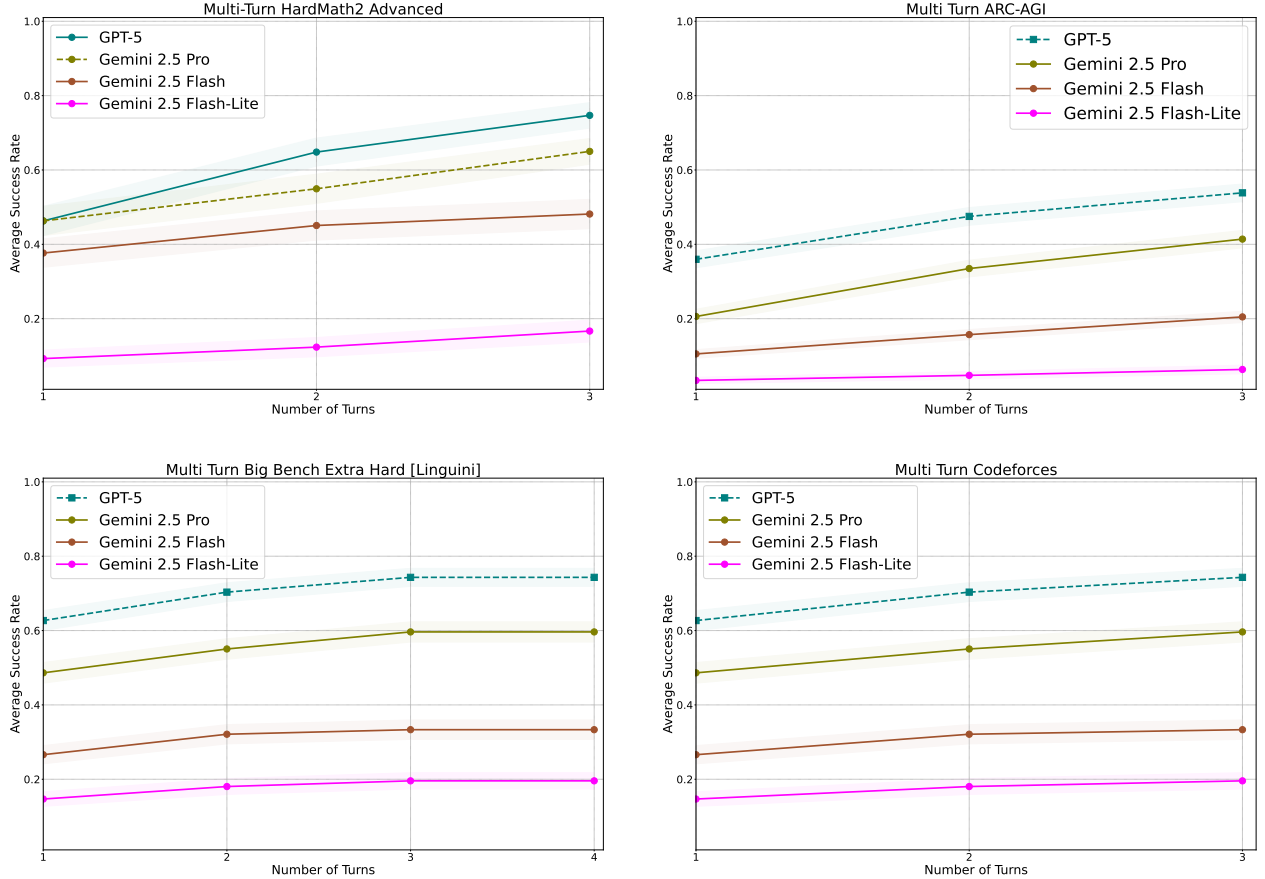 Multi-Turn HardMath2 Advanced
1.0
0.8
0.6
0.4
0.2
Average Success Rate
GPT-5
Gemini 2.5 Pro
Gemini 2.5 Flash
Gemini 2.5 Flash-Lite
1 2 3
Number of Turns
Multi Turn ARC-AGI
1.0
0.8
0.6
0.4
0.2
Average Success Rate
GPT-5
Gemini 2.5 Pro
Gemini 2.5 Flash
Gemini 2.5 Flash-Lite
1 2 3
Number of Turns
Multi Turn Big Bench Extra Hard [Linguini]
1.0
0.8
0.6
0.4
0.2
Average Success Rate
GPT-5
Gemini 2.5 Pro
Gemini 2.5 Flash
Gemini 2.5 Flash-Lite
1 2 3 4
Number of Turns
Multi Turn Codeforces
1.0
0.8
0.6
0.4
0.2
Average Success Rate
GPT-5
Gemini 2.5 Pro
Gemini 2.5 Flash
Gemini 2.5 Flash-Lite
1 2 3
Number of Turns